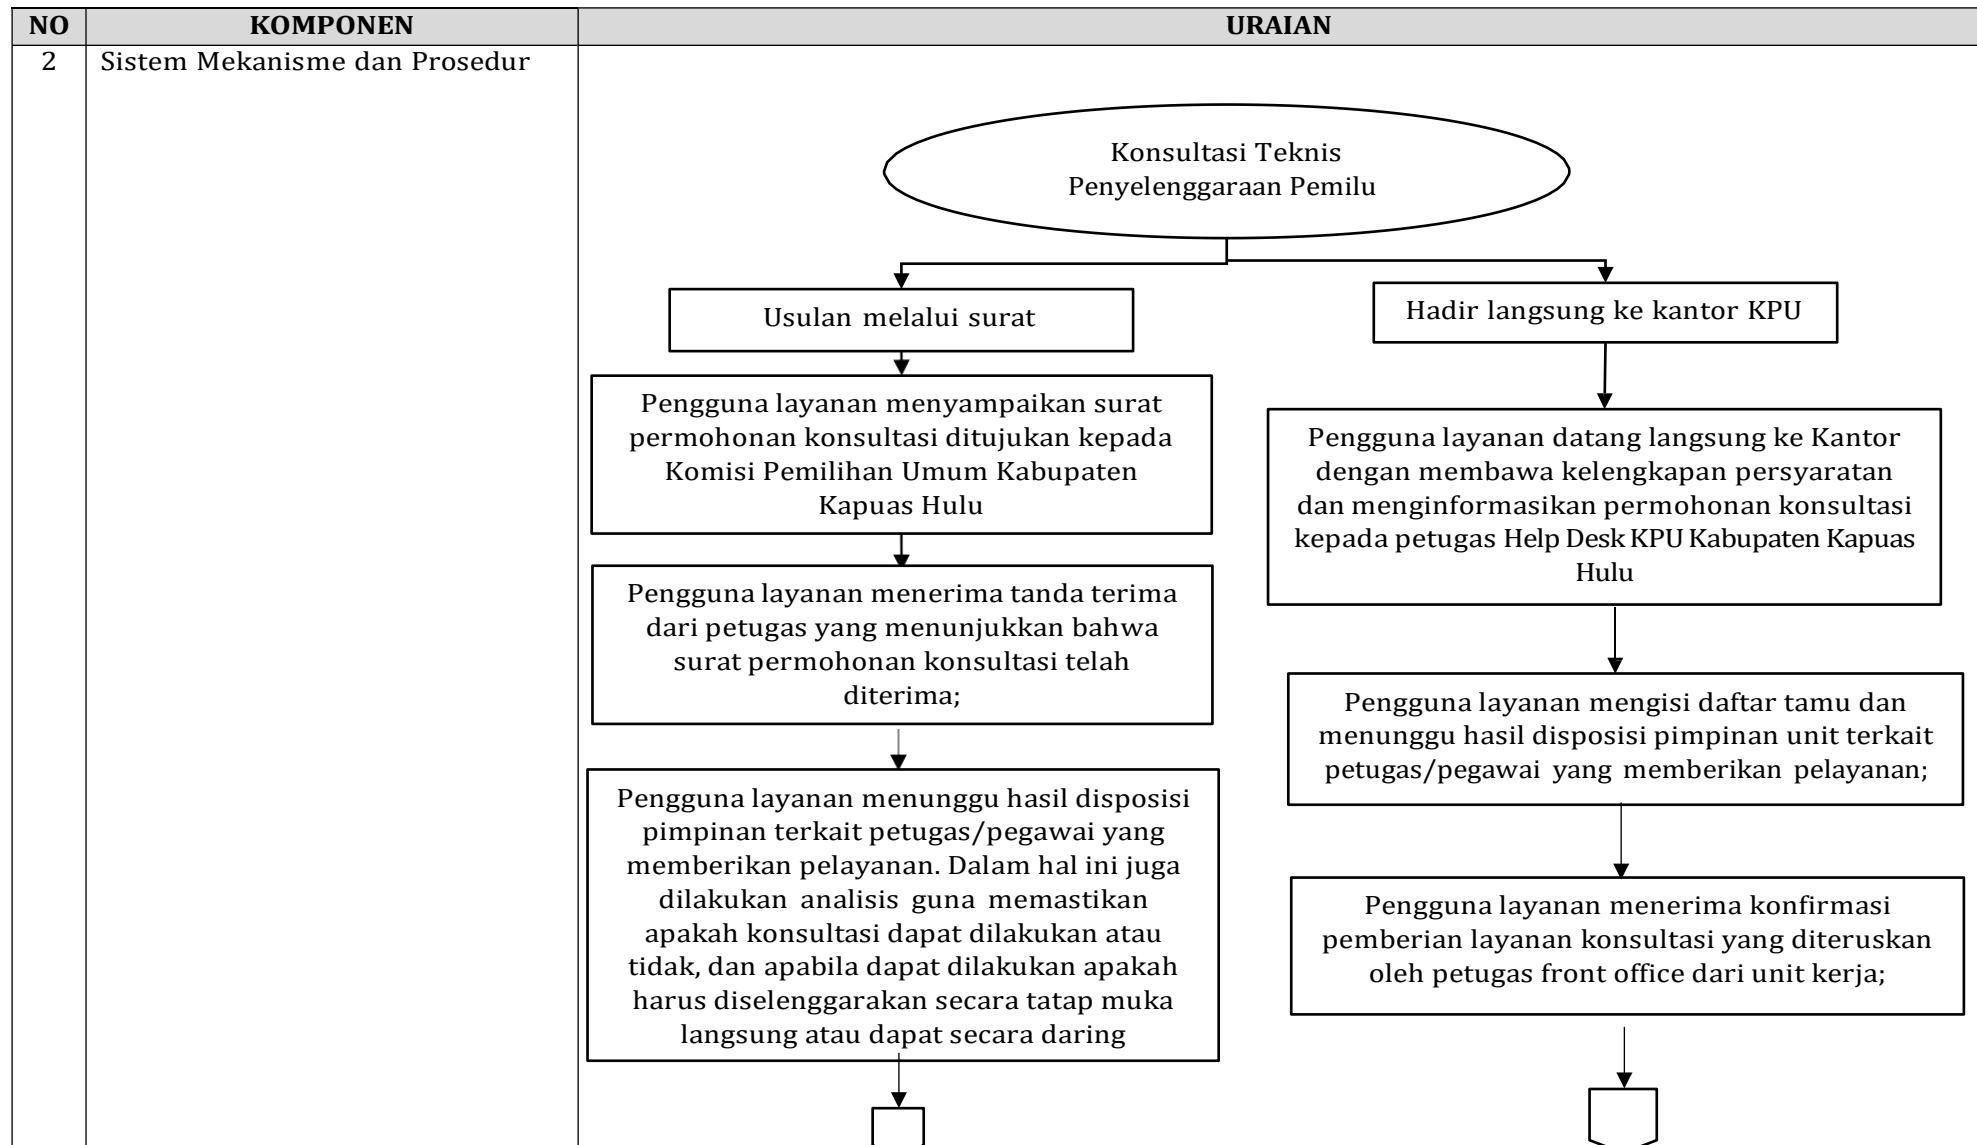 NO KOMPONEN URAIAN
2 Sistem Mekanisme dan Prosedur
Konsultasi Teknis
Penyelenggaraan Pemilu
Usulan melalui surat
Pengguna layanan menyampaikan surat
permohonan konsultasi ditujukan kepada
Komisi Pemilihan Umum Kabupaten
Kapuas Hulu
Pengguna layanan menerima tanda terima
dari petugas yang menunjukkan bahwa
surat permohonan konsultasi telah
diterima;
Pengguna layanan menunggu hasil disposisi
pimpinan terkait petugas/pegawai yang
memberikan pelayanan. Dalam hal ini juga
dilakukan analisis guna memastikan
apakah konsultasi dapat dilakukan atau
tidak, dan apabila dapat dilakukan apakah
harus diselenggarakan secara tatap muka
langsung atau dapat secara daring
Hadir langsung ke kantor KPU
Pengguna layanan datang langsung ke Kantor
dengan membawa kelengkapan persyaratan
dan menginformasikan permohonan konsultasi
kepada petugas Help Desk KPU Kabupaten Kapuas
Hulu
Pengguna layanan mengisi daftar tamu dan
menunggu hasil disposisi pimpinan unit terkait
petugas/pegawai yang memberikan pelayanan;
Pengguna layanan menerima konfirmasi
pemberian layanan konsultasi yang diteruskan
oleh petugas front office dari unit kerja;